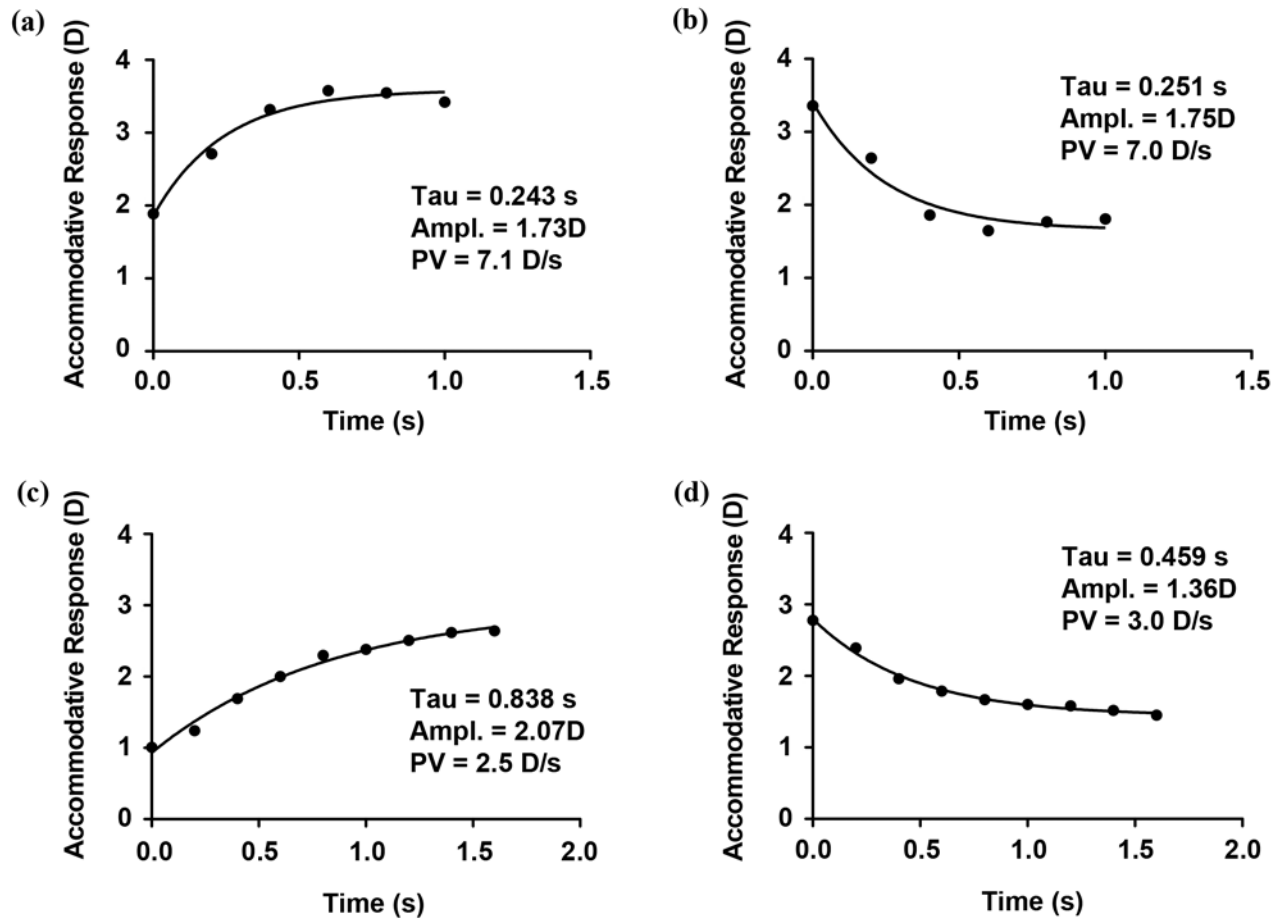 (a)
Accommodative Response (D)
4
3
2
1
0
0.0 0.5 1.0 1.5
Time (s)
Tau = 0.243 s
Ampl. = 1.73D
PV = 7.1 D/s
(b)
Accommodative Response (D)
4
3
2
1
0
0.0 0.5 1.0 1.5
Time (s)
Tau = 0.251 s
Ampl. = 1.75D
PV = 7.0 D/s
(c)
Accommodative Response (D)
4
3
2
1
0
0.0 0.5 1.0 1.5 2.0
Time (s)
Tau = 0.838 s
Ampl. = 2.07D
PV = 2.5 D/s
(d)
Accommodative Response (D)
4
3
2
1
0
0.0 0.5 1.0 1.5 2.0
Time (s)
Tau = 0.459 s
Ampl. = 1.36D
PV = 3.0 D/s